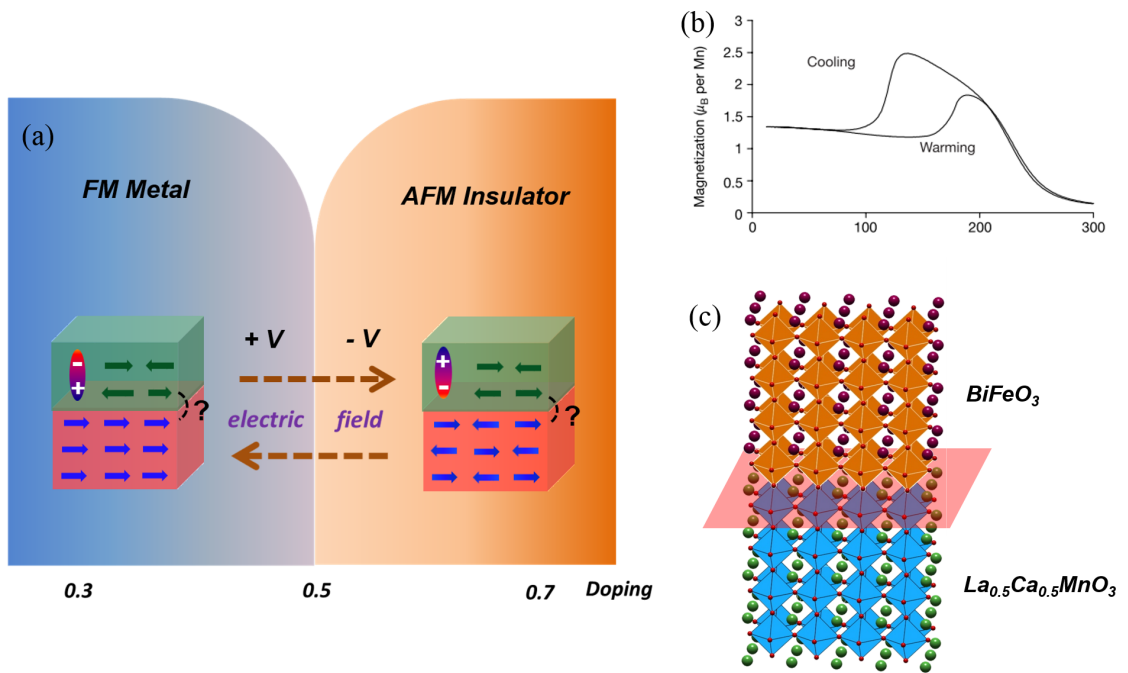 (a)
FM Metal
AFM Insulator
+ V
- V
-
+
+
-
?
?
electric field
0.3
0.5
0.7
Doping
(b)
3
2.5
2
1.5
1
0.5
0
Magnetization (μB per Mn)
Cooling
Warming
0
100
200
300
(c)
BiFeO3
La0.5Ca0.5MnO3